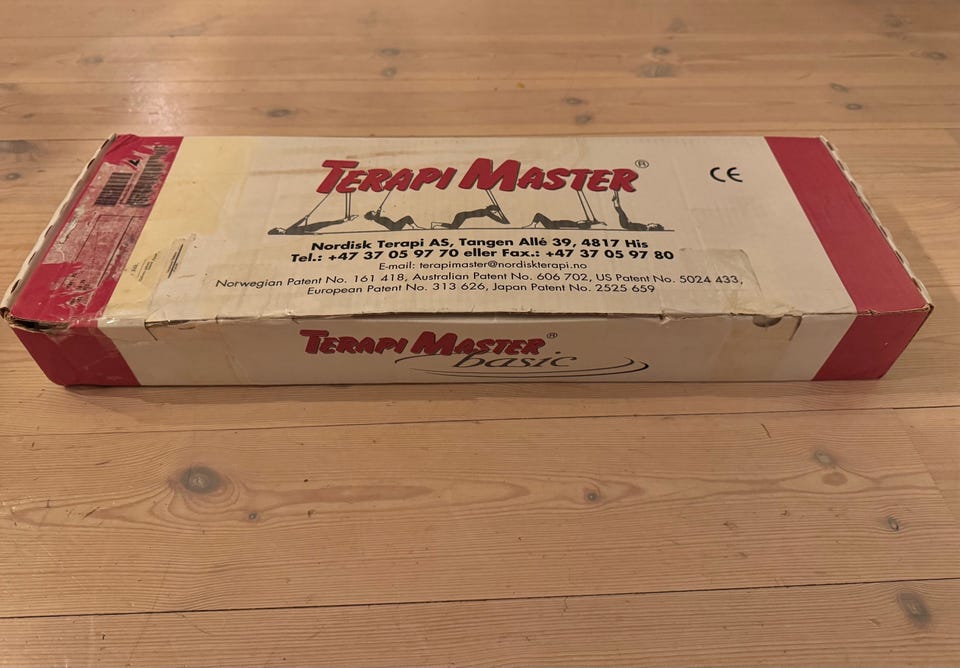 TERAPI MASTER®
CE
Nordisk Terapi AS, Tangen Allé 39, 4817 His
Tel.: +47 37 05 97 70 eller Fax.: +47 37 05 97 80
E-mail: terapimaster@nordiskterapi.no
Norwegian Patent No. 161 418, Australian Patent No. 606 702, US Patent No. 5024 433,
European Patent No. 313 626, Japan Patent No. 2525 659
TERAPI MASTER®
basic